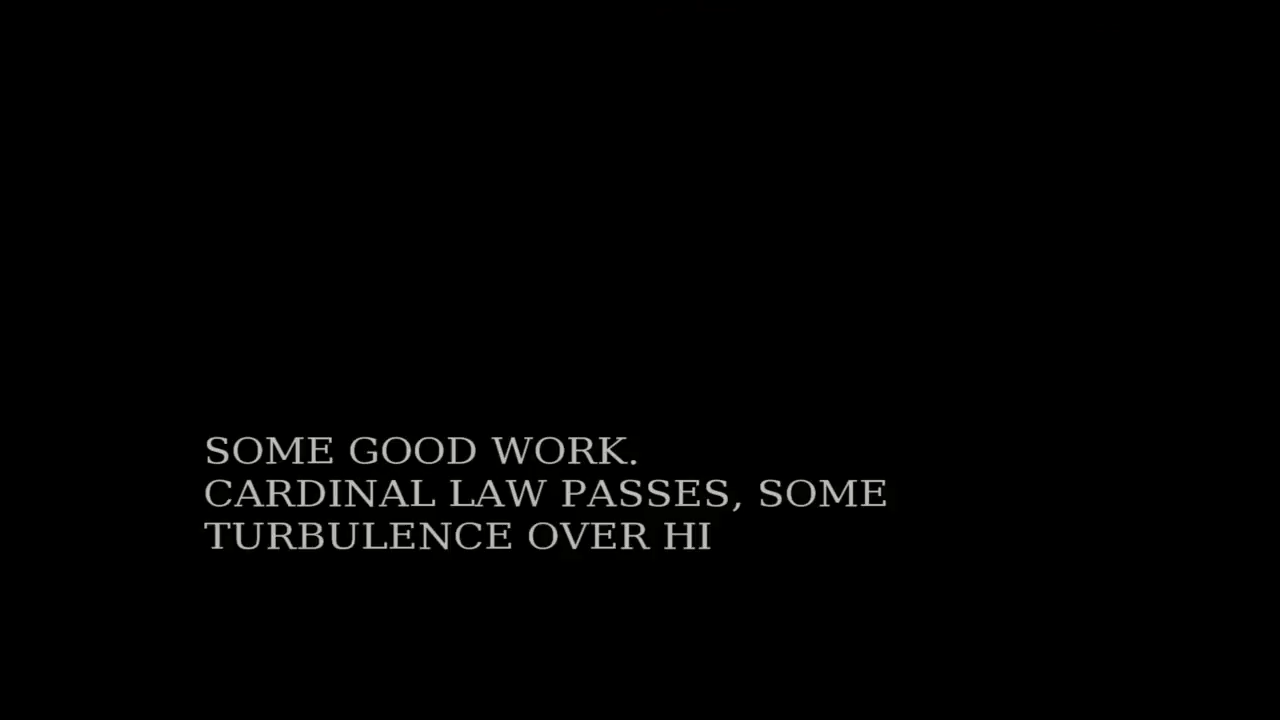 SOME GOOD WORK.
CARDINAL LAW PASSES, SOME
TURBULENCE OVER HI